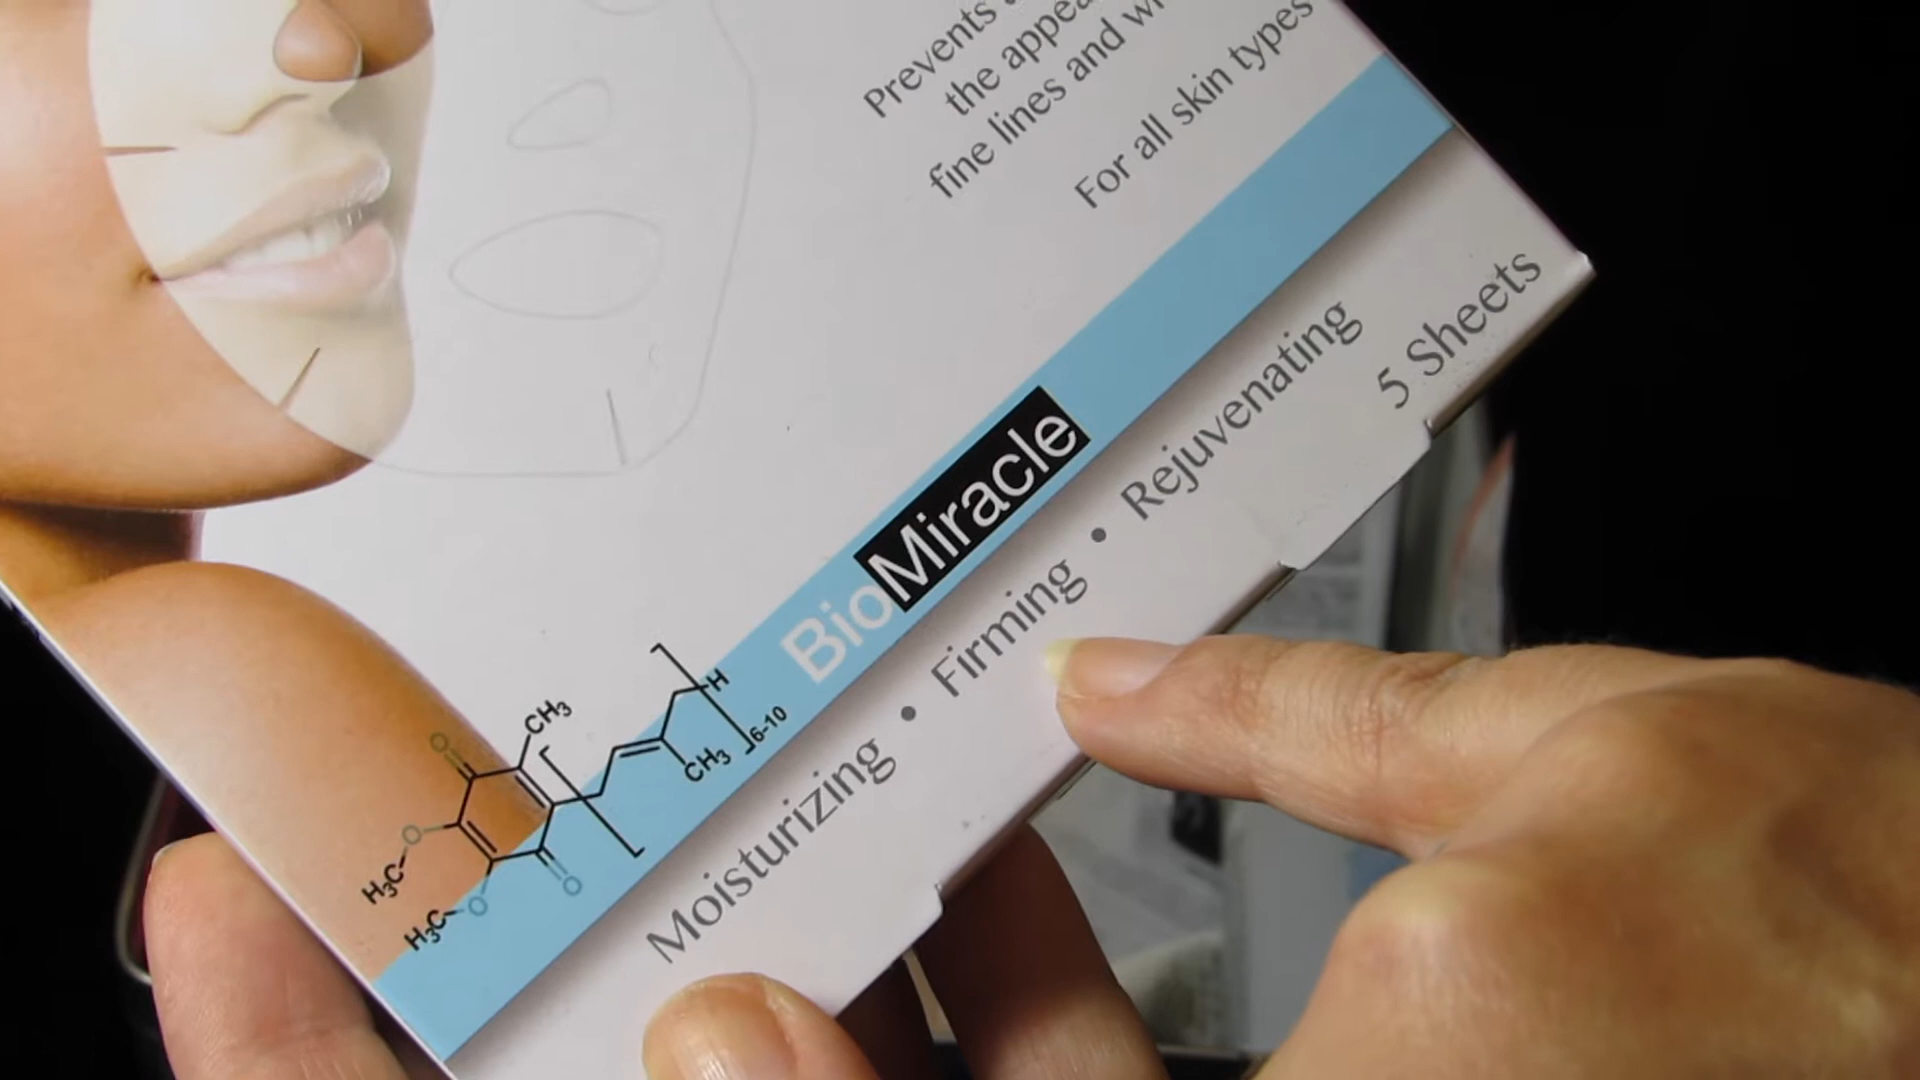 Prevents
the
fine lines and
For all skin types
BioMiracle
Moisturizing • Firming • Rejuvenating
5 Sheets
CH₃
O
H
6-10
CH₃
O
H₃C
O
H₃C
O